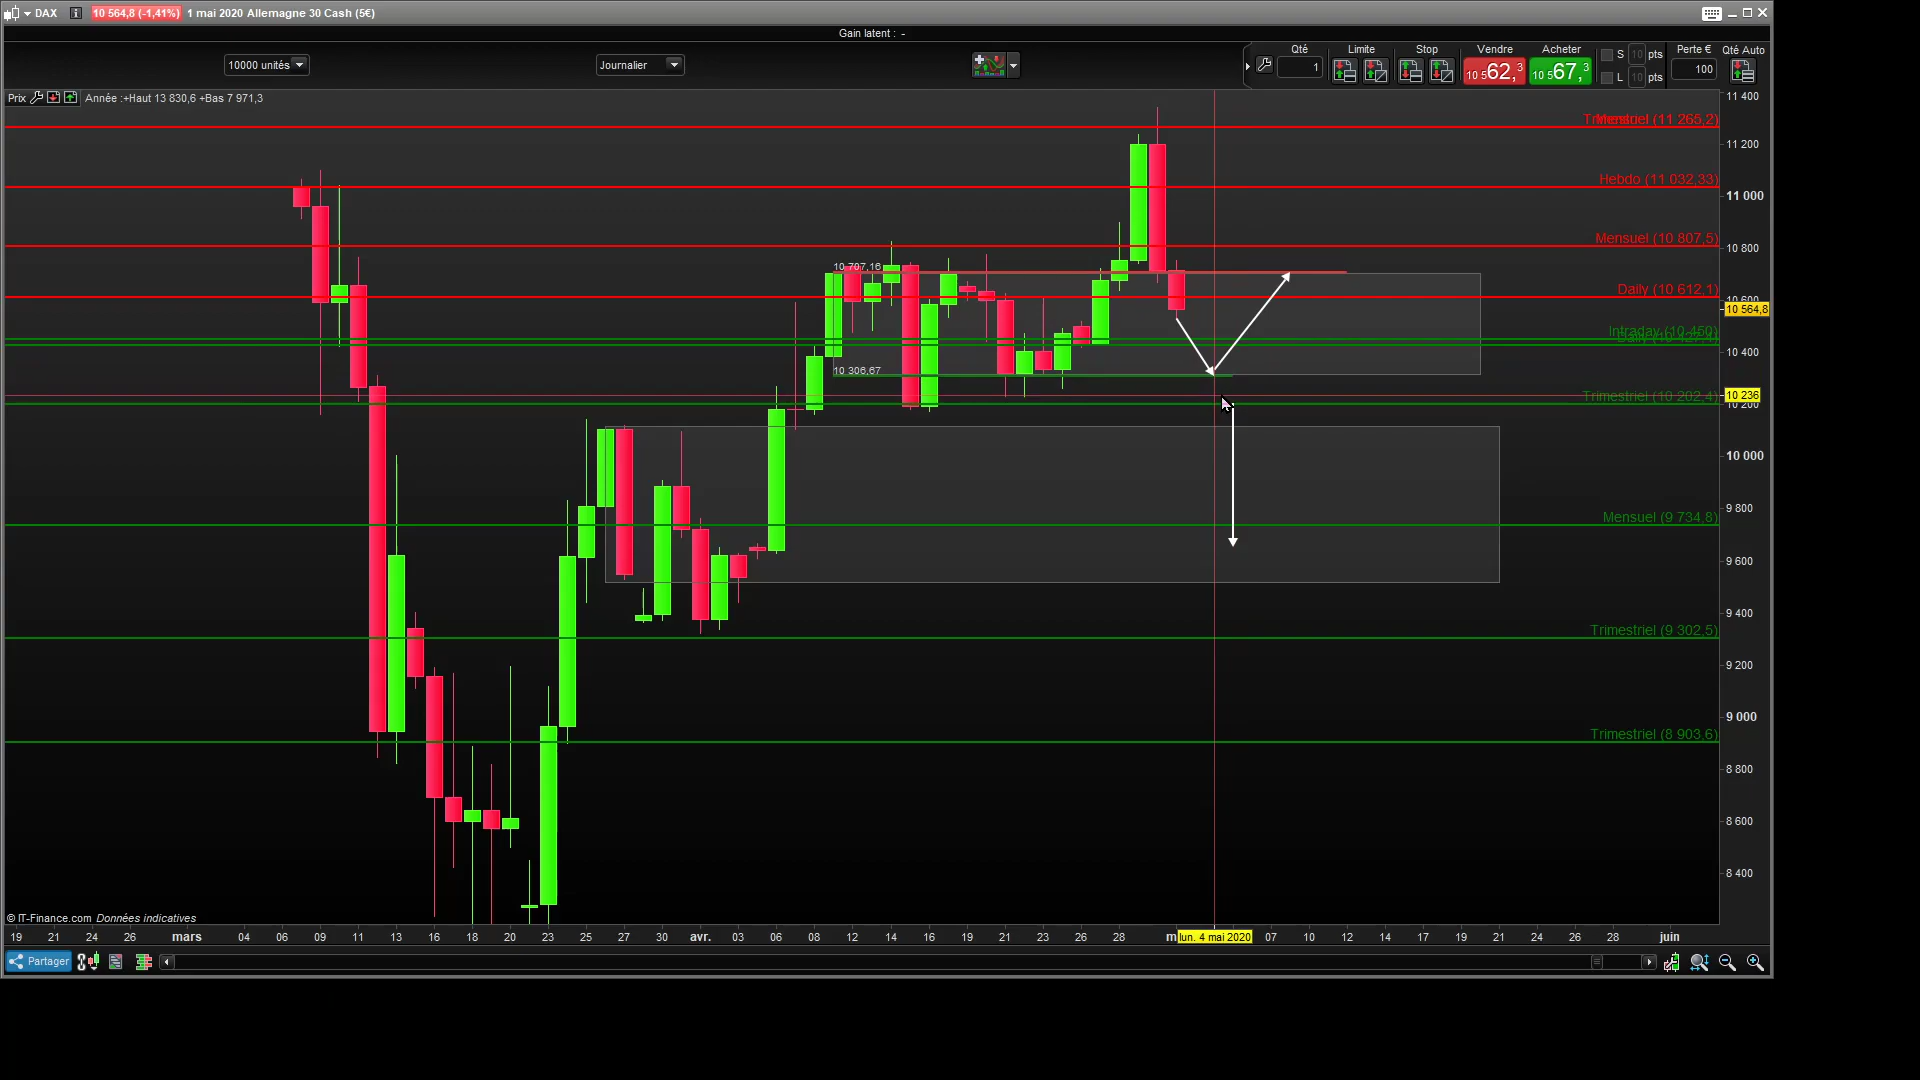 DAX 10 564,8 (-1,41%) 1 mai 2020 Allemagne 30 Cash (5€)
Gain latent : -
10000 unités Journalier
Qté Limite Stop Vendre Acheter S 10 pts Perte € Qté Auto
1 10 562,3 10 567,3 L 10 pts 100
Prix Année :+Haut 13 830,6 +Bas 7 971,3
11 400
(11 265,2)
11 200
Hebdo (11 032,33)
11 000
Mensuel (10 807,5)
10 800
10 707,16
Daily (10 612,1)
10 600
10 564,8
Intraday (10 450)
10 400
10 306,67
Trimestriel (10 202,4)
10 236
10 200
10 000
Mensuel (9 734,8)
9 800
9 600
9 400
Trimestriel (9 302,5)
9 200
9 000
Trimestriel (8 903,6)
8 800
8 600
8 400
© IT-Finance.com Données indicatives
19 21 24 26 mars 04 06 09 11 13 16 18 20 23 25 27 30 avr. 03 06 08 12 14 16 19 21 23 26 28 m lun. 4 mai 2020 07 10 12 14 17 19 21 24 26 28 juin
Partager